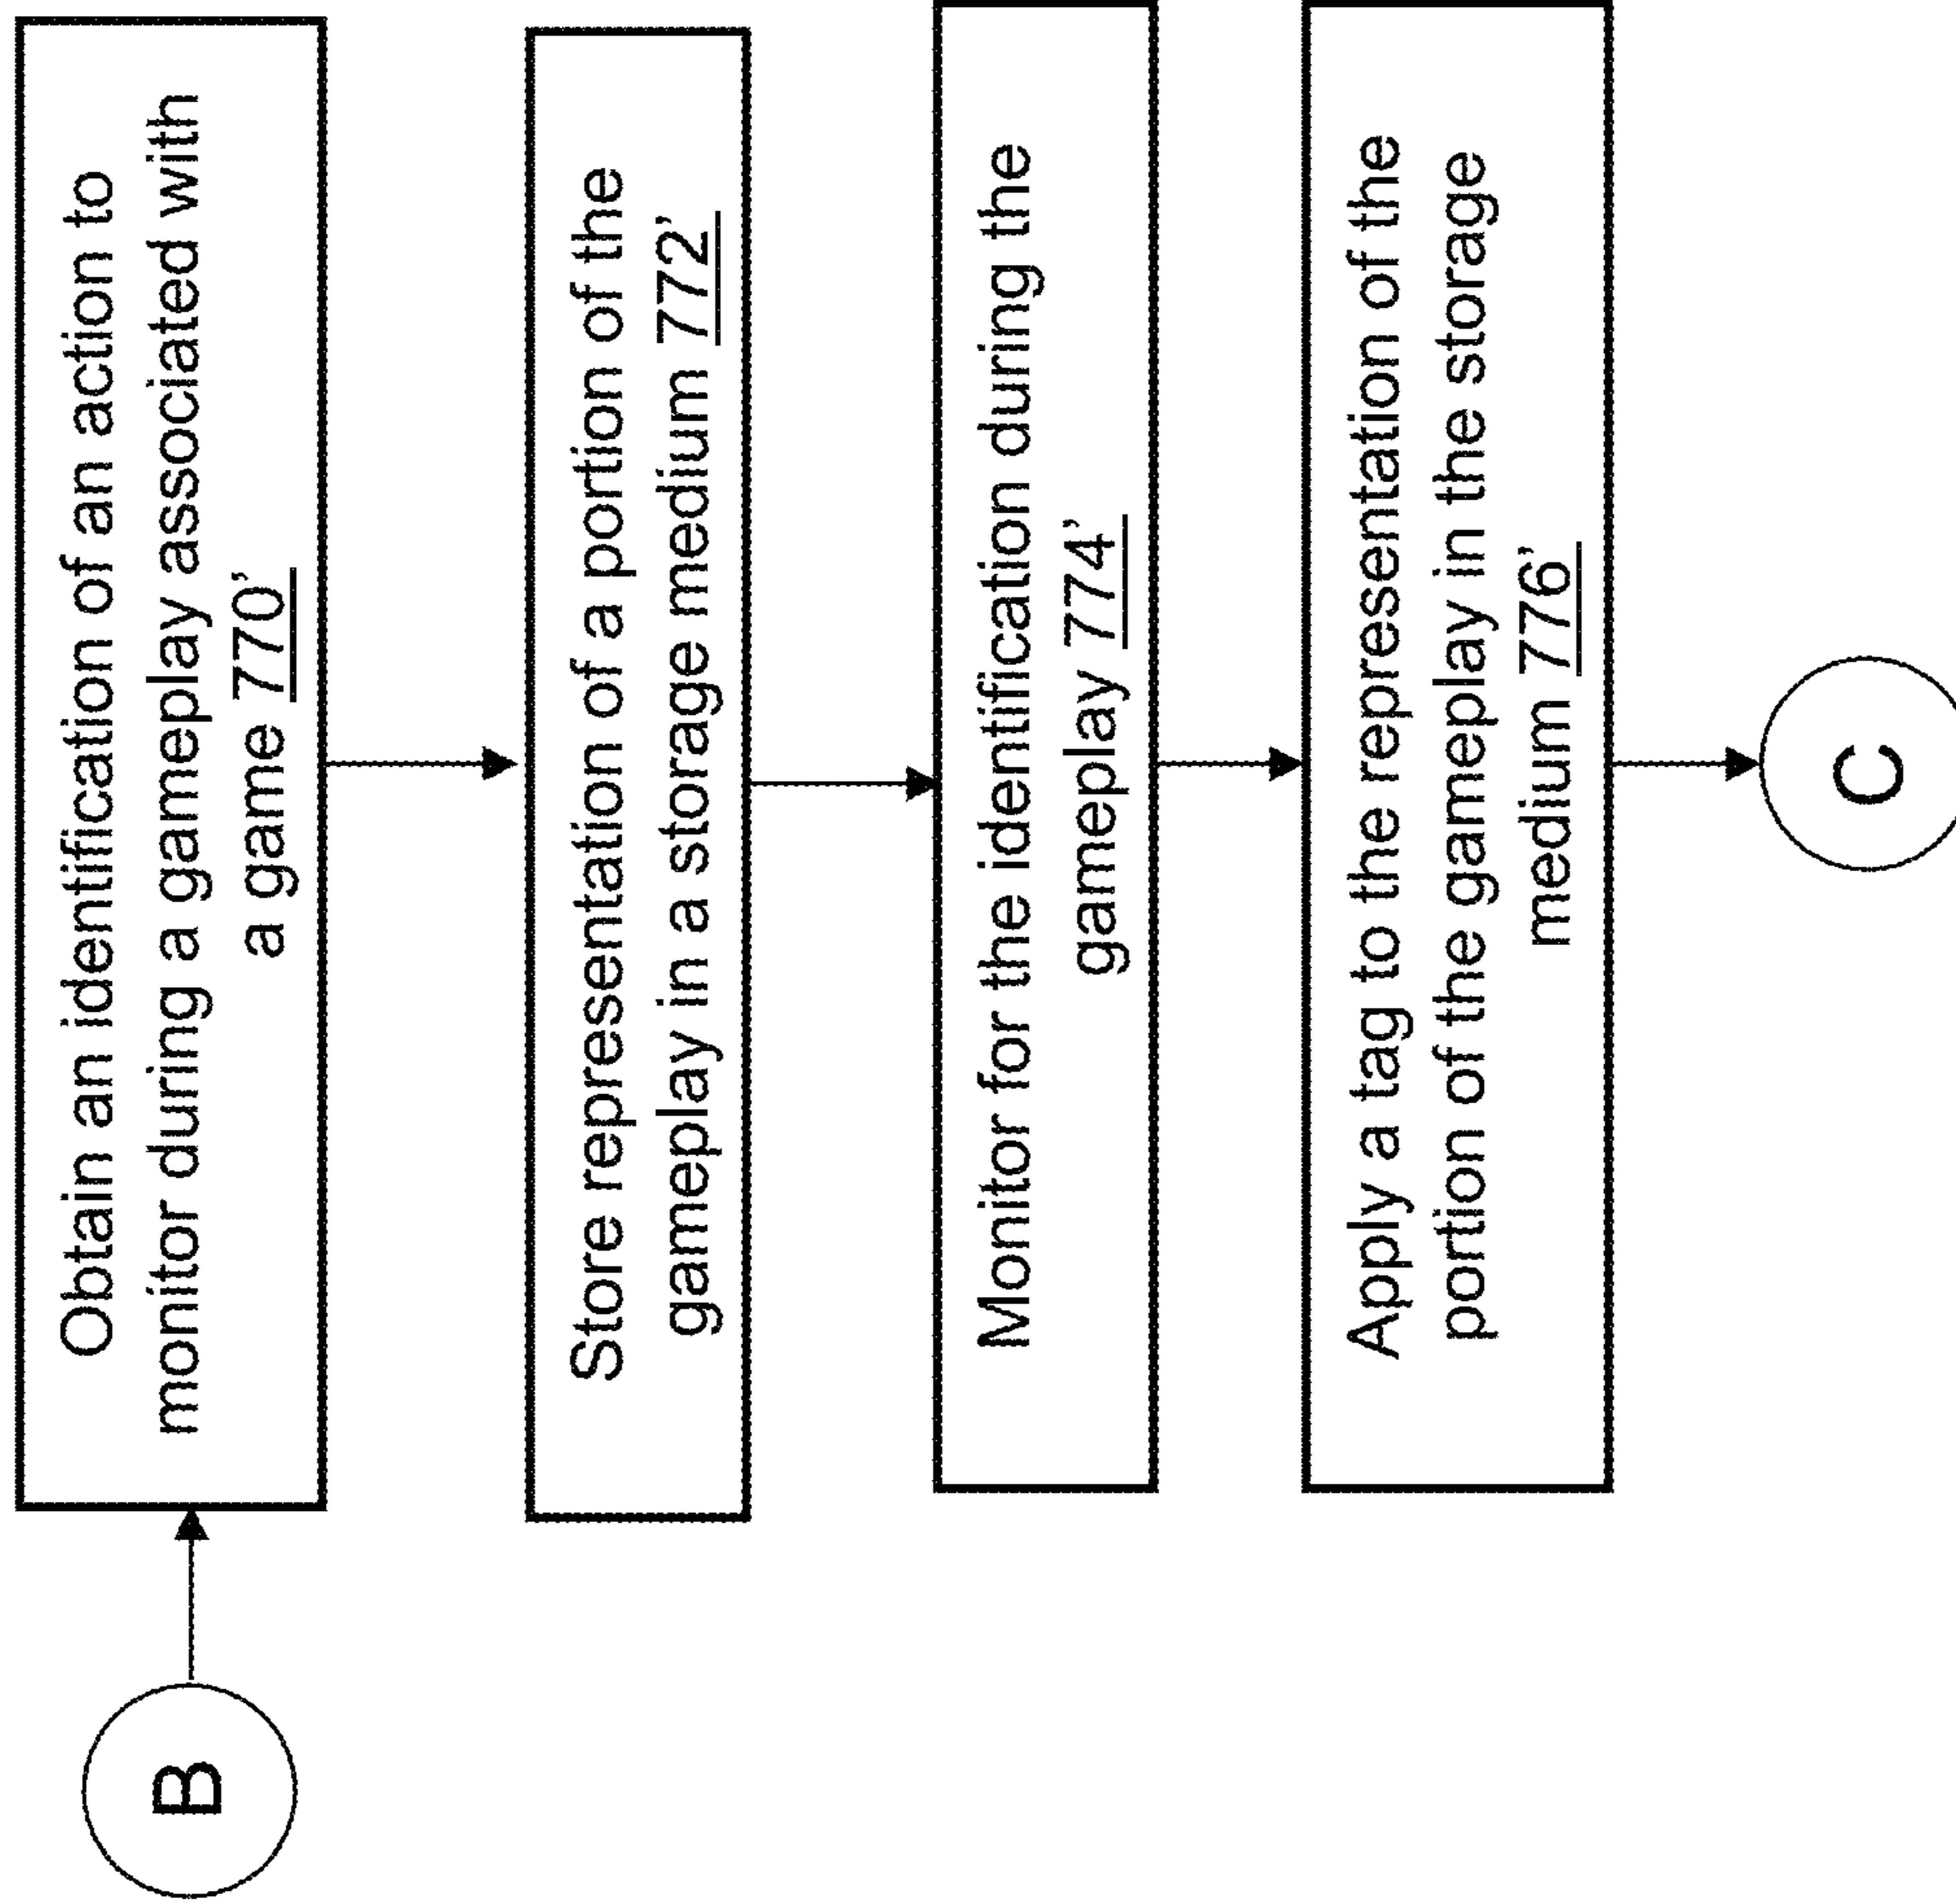 B
Obtain an identification of an action to
monitor during a gameplay associated with
a game 770'
Store representation of a portion of the
gameplay in a storage medium 772'
Monitor for the identification during the
gameplay 774'
Apply a tag to the representation of the
portion of the gameplay in the storage
medium 776'
C